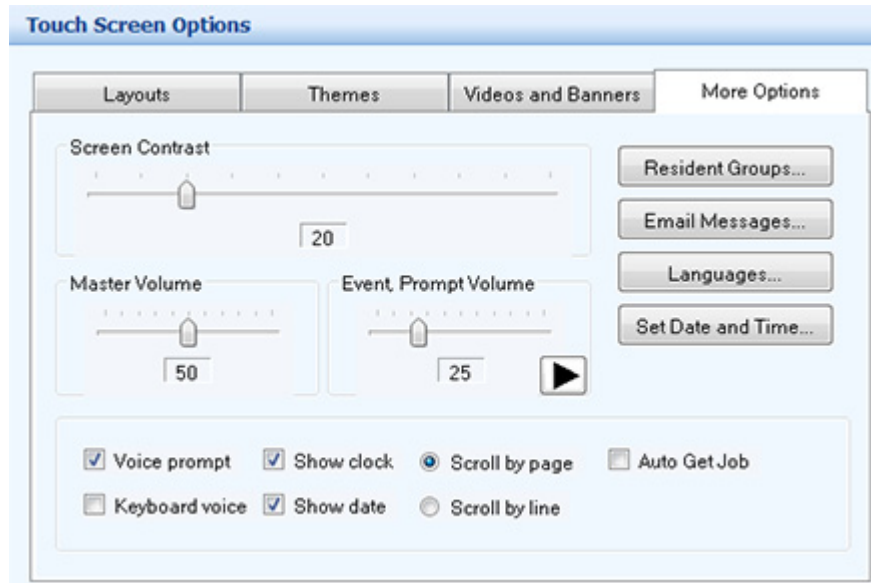 Touch Screen Options
Layouts Themes Videos and Banners More Options
Screen Contrast
20
Resident Groups...
Email Messages...
Languages...
Set Date and Time...
Master Volume
50
Event, Prompt Volume
25
Voice prompt Show clock Scroll by page Auto Get Job
Keyboard voice Show date Scroll by line